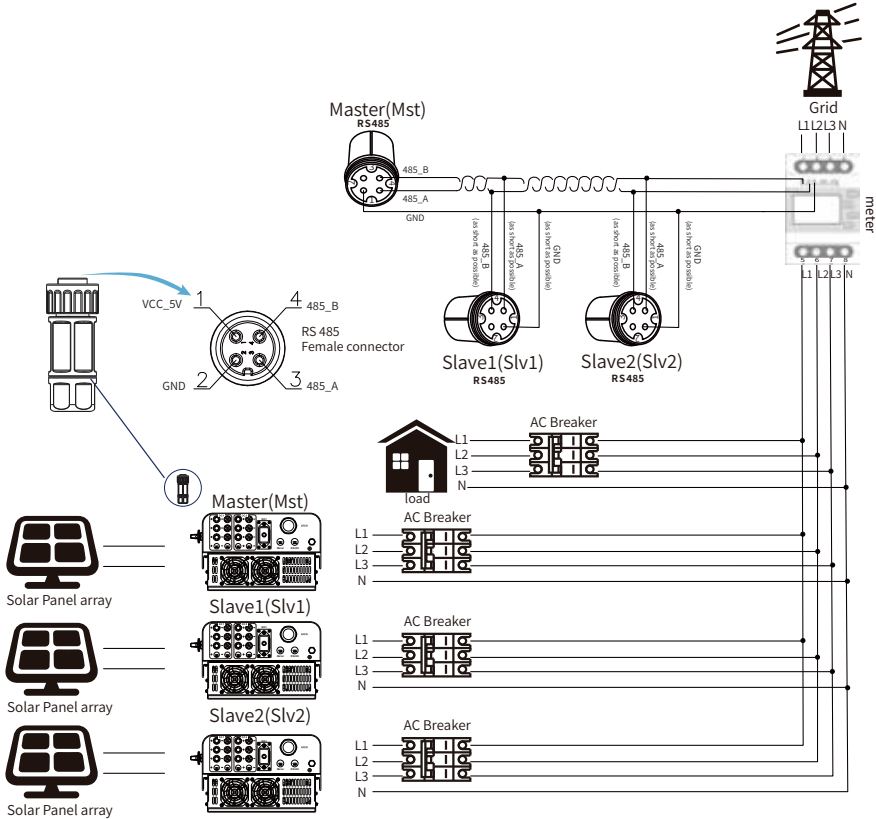 Grid
L1L2L3 N
Master(Mst)
RS485
485_B
485_A
GND
meter
5 6 7 8
L1 L2L3 N
485_B
(as short as possible)
485_A
(as short as possible)
GND
(as short as possible)
485_B
(as short as possible)
485_A
(as short as possible)
GND
(as short as possible)
VCC_5V 1
4 485_B
RS 485
Female connector
GND 2
3 485_A
Slave1(Slv1)
RS485
Slave2(Slv2)
RS485
AC Breaker
L1
L2
L3
N
load
Master(Mst)
AC Breaker
L1
L2
L3
N
Solar Panel array
Slave1(Slv1)
AC Breaker
L1
L2
L3
N
Solar Panel array
Slave2(Slv2)
AC Breaker
L1
L2
L3
N
Solar Panel array